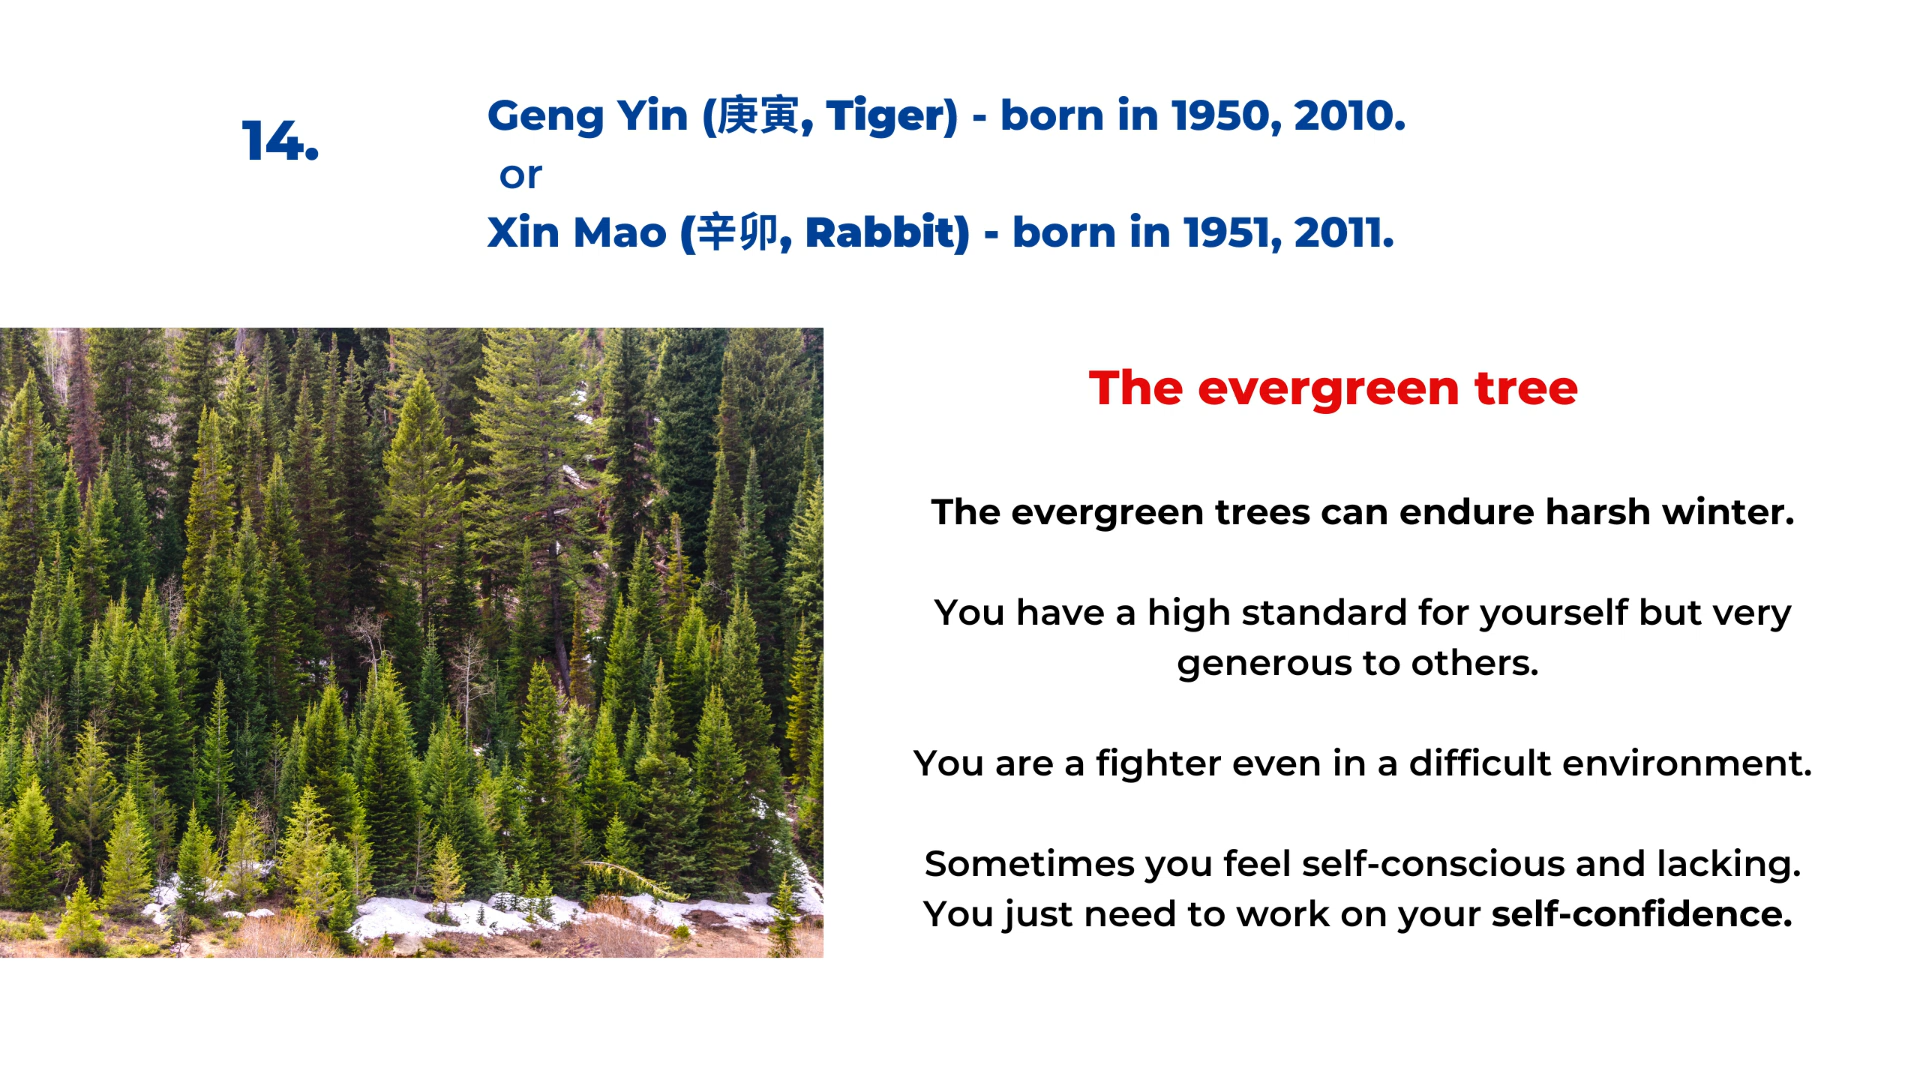 14.
Geng Yin (庚寅, Tiger) - born in 1950, 2010.
or
Xin Mao (辛卯, Rabbit) - born in 1951, 2011.
The evergreen tree
The evergreen trees can endure harsh winter.
You have a high standard for yourself but very
generous to others.
You are a fighter even in a difficult environment.
Sometimes you feel self-conscious and lacking.
You just need to work on your self-confidence.